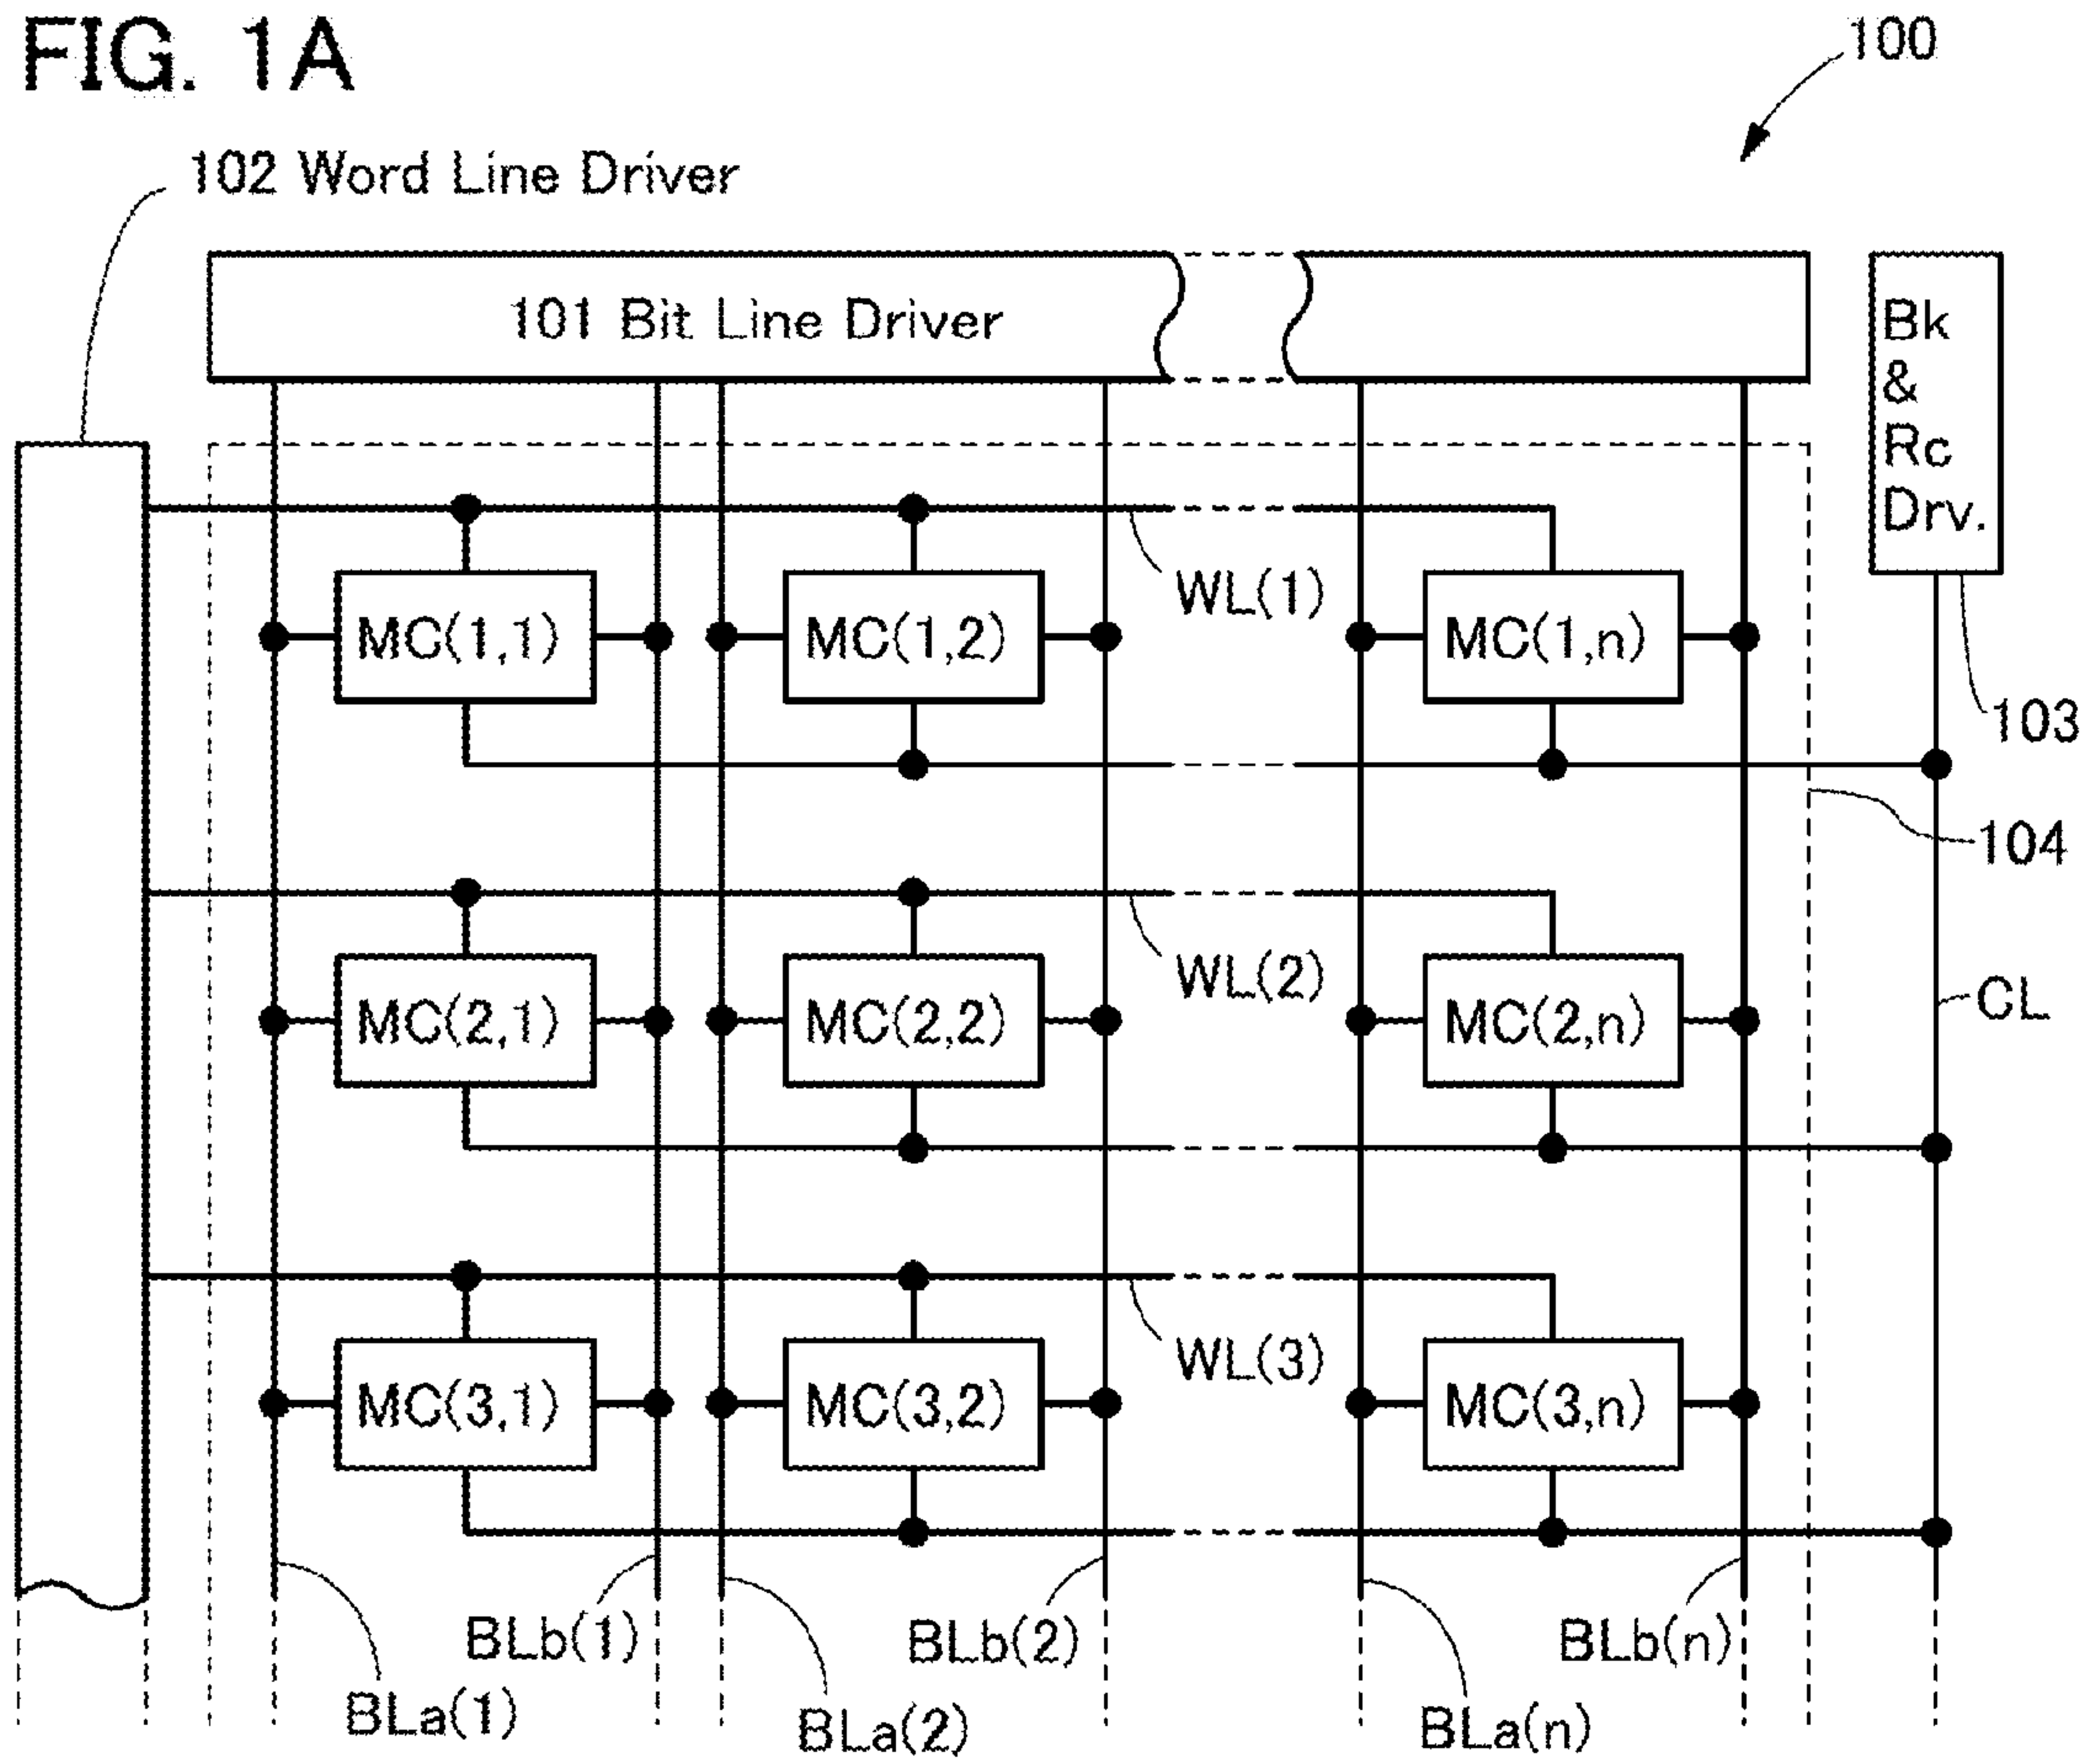 FIG. 1A
100
102 Word Line Driver
101 Bit Line Driver
Bk
&
Rc
Drv.
WL(1)
MC(1,1)
MC(1,2)
MC(1,n)
103
104
WL(2)
MC(2,1)
MC(2,2)
MC(2,n)
CL
WL(3)
MC(3,1)
MC(3,2)
MC(3,n)
BLb(1)
BLb(2)
BLb(n)
BLa(1)
BLa(2)
BLa(n)